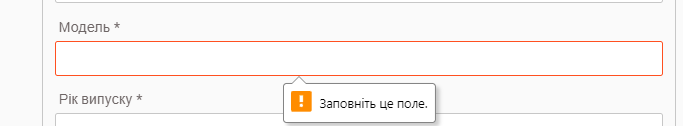 Модель *
Заповніть це поле.
Рік випуску *